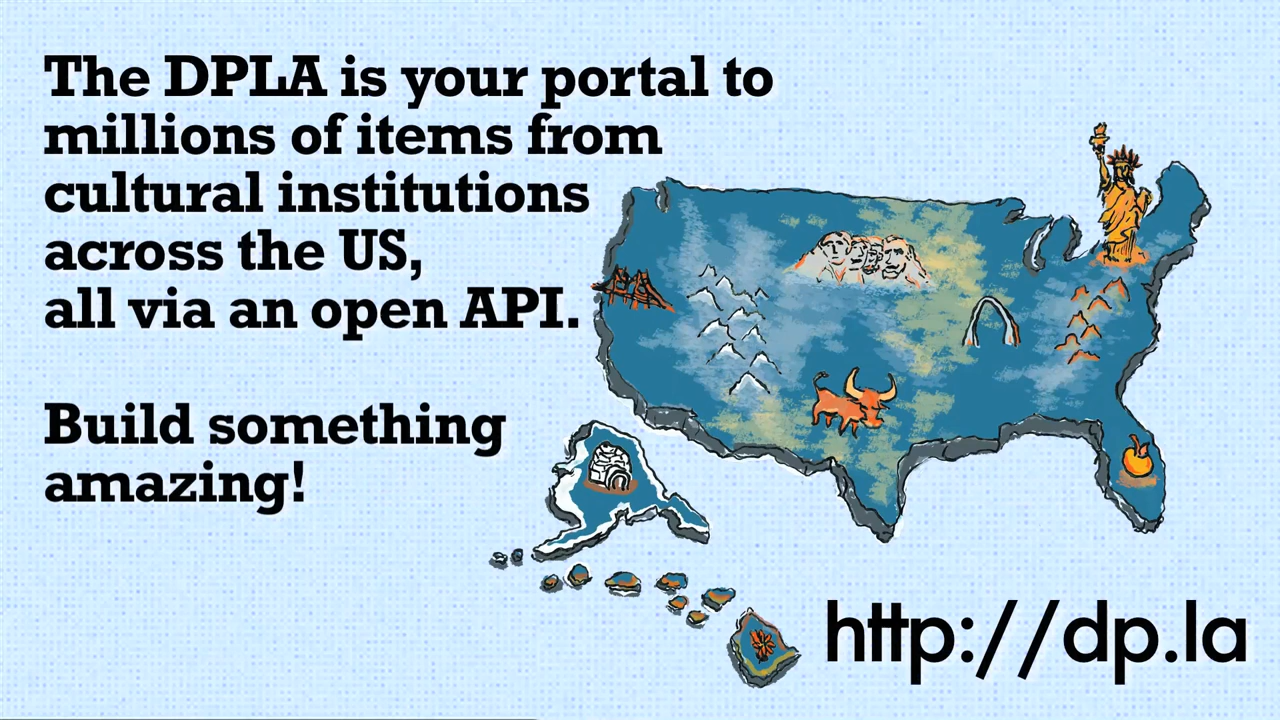 The DPLA is your portal to
millions of items from
cultural institutions
across the US,
all via an open API.
Build something
amazing!
http://dp.la